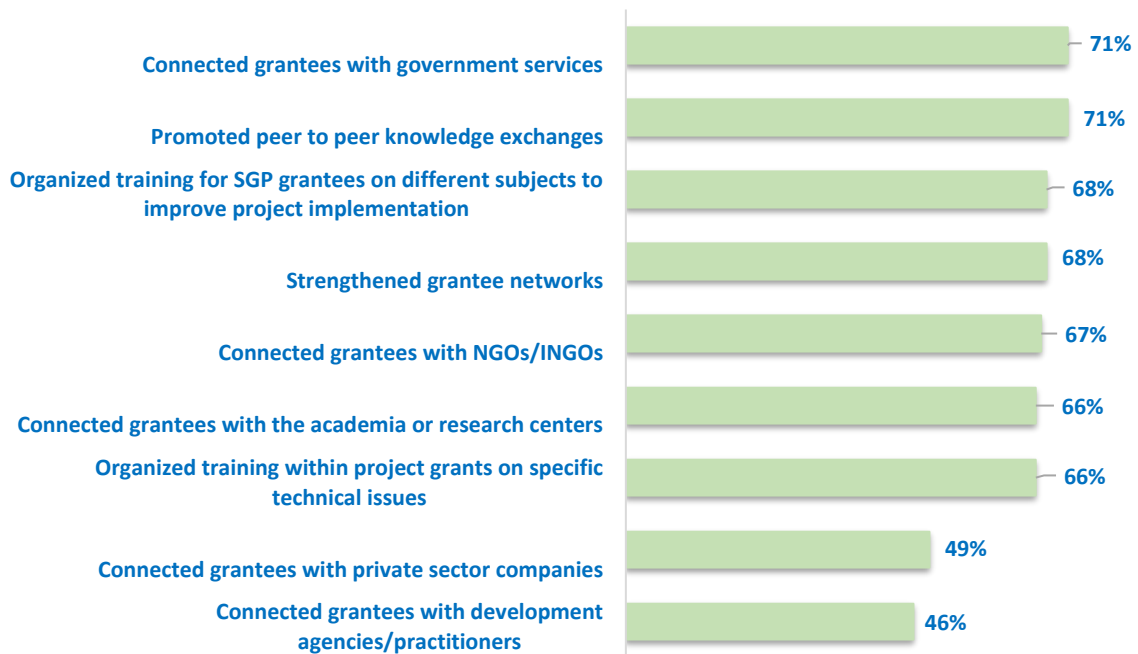 Connected grantees with government services
71%
Promoted peer to peer knowledge exchanges
71%
Organized training for SGP grantees on different subjects to
improve project implementation
68%
Strengthened grantee networks
68%
Connected grantees with NGOs/INGOs
67%
Connected grantees with the academia or research centers
66%
Organized training within project grants on specific
technical issues
66%
Connected grantees with private sector companies
49%
Connected grantees with development
agencies/practitioners
46%